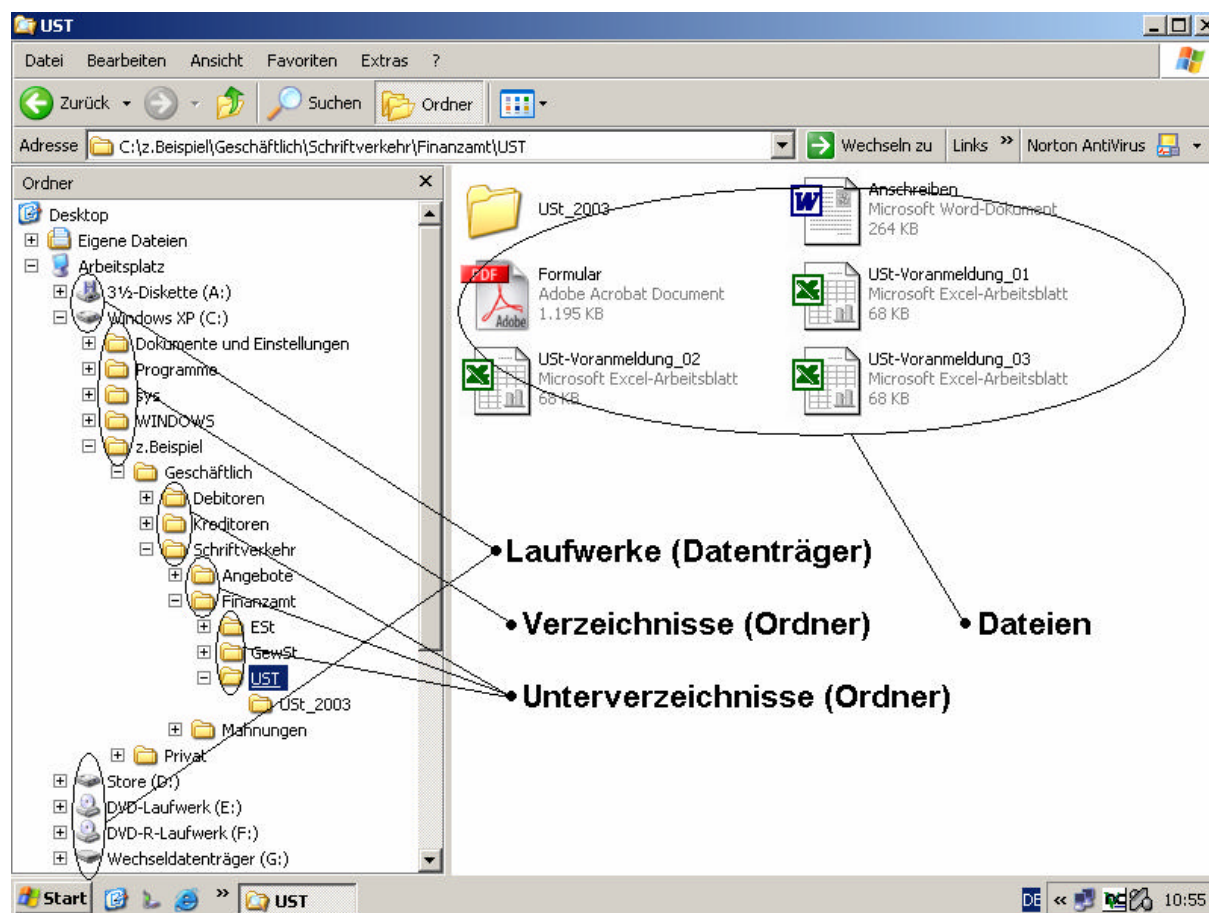 UST
Datei Bearbeiten Ansicht Favoriten Extras ?
Zurück Suchen Ordner
Adresse C:\z.Beispiel\Geschäftlich\Schriftverkehr\Finanzamt\UST Wechseln zu Links » Norton AntiVirus
Ordner
Desktop
Eigene Dateien
Arbeitsplatz
3½-Diskette (A:)
Windows XP (C:)
Dokumente und Einstellungen
Programme
sys
WINDOWS
z.Beispiel
Geschäftlich
Debitoren
Kreditoren
Schriftverkehr
Angebote
Finanzamt
ESt
GewSt
UST
USt_2003
Mahnungen
Privat
Store (D:)
DVD-Laufwerk (E:)
DVD-R-Laufwerk (F:)
Wechseldatenträger (G:)
USt_2003
Anschreiben
Microsoft Word-Dokument
264 KB
PDF
Adobe
Formular
Adobe Acrobat Document
1.195 KB
USt-Voranmeldung_01
Microsoft Excel-Arbeitsblatt
68 KB
USt-Voranmeldung_02
Microsoft Excel-Arbeitsblatt
68 KB
USt-Voranmeldung_03
Microsoft Excel-Arbeitsblatt
68 KB
Laufwerke (Datenträger)
Verzeichnisse (Ordner)
Dateien
Unterverzeichnisse (Ordner)
Start » UST DE « 10:55